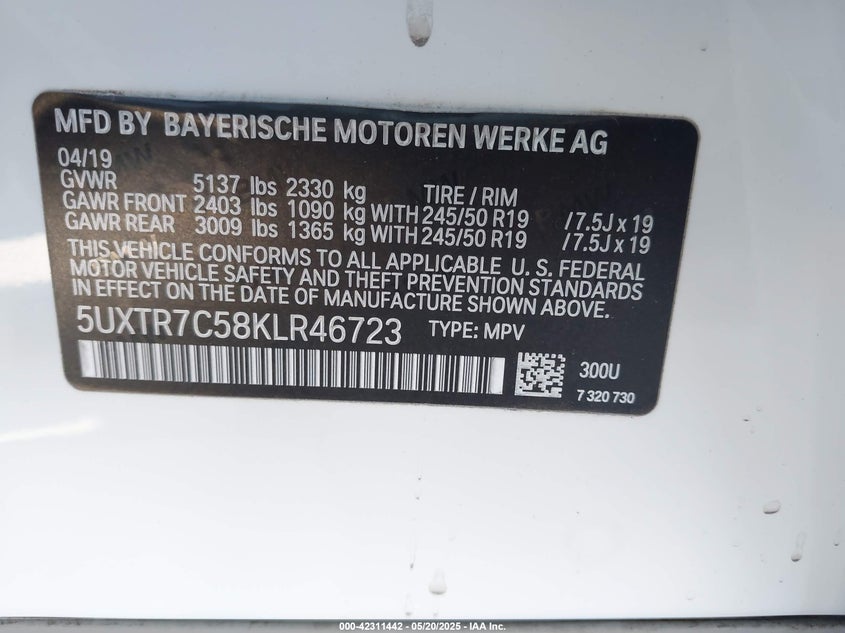 MFD BY BAYERISCHE MOTOREN WERKE AG
04/19
GVWR 5137 lbs 2330 kg TIRE / RIM
GAWR FRONT 2403 lbs 1090 kg WITH 245/50 R19 /7.5J x 19
GAWR REAR 3009 lbs 1365 kg WITH 245/50 R19 /7.5J x 19
THIS VEHICLE CONFORMS TO ALL APPLICABLE U. S. FEDERAL
MOTOR VEHICLE SAFETY AND THEFT PREVENTION STANDARDS
IN EFFECT ON THE DATE OF MANUFACTURE SHOWN ABOVE.
5UXTR7C58KLR46723 TYPE: MPV
300U
7 320 730
000-42311442 - 05/20/2025 - IAA Inc.